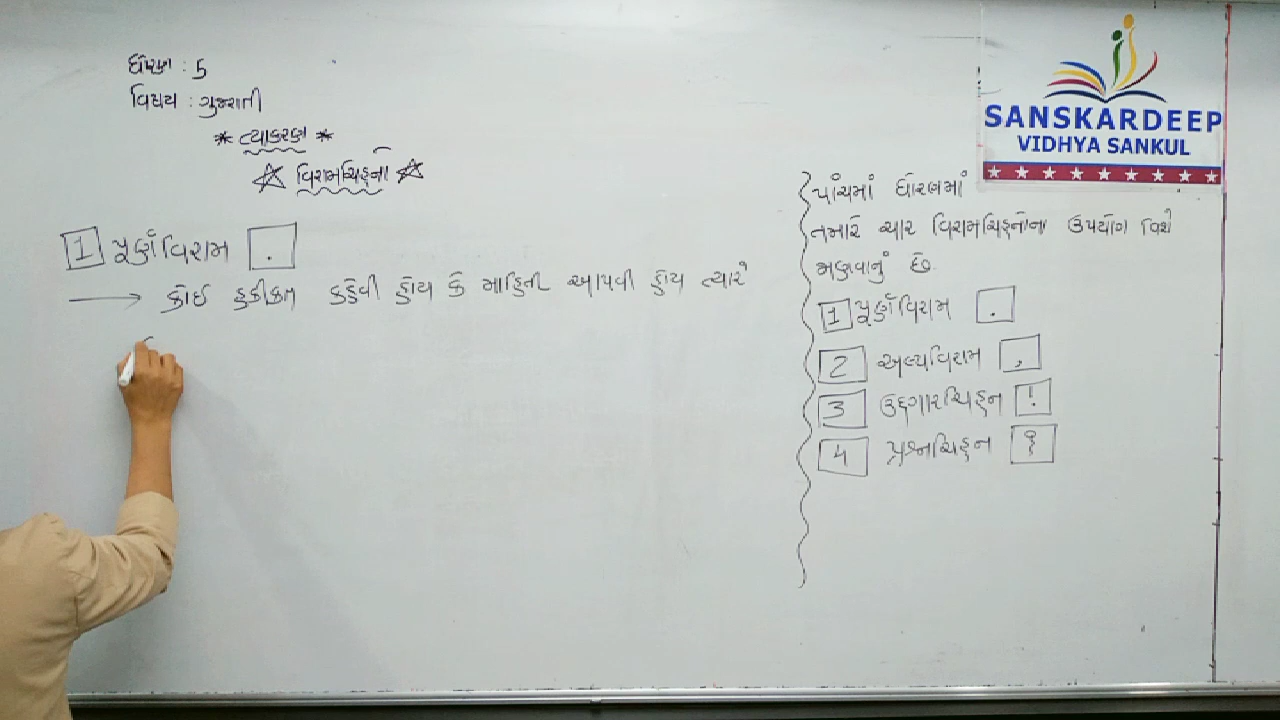 ધોરણ : 5
વિષય : ગુજરાતી
* વ્યાકરણ *
☆ વિરામચિહ્નો ☆
1 પૂર્ણવિરામ .
→ કોઈ હકીકત કહેવી હોય કે માહિતી આપવી હોય ત્યારે
SANSKARDEEP
VIDHYA SANKUL
પાંચમાં ધોરણમાં
તમારે ચાર વિરામચિહ્નોના ઉપયોગ વિશે
ભણવાનું છે.
1 પૂર્ણવિરામ .
2 અલ્પવિરામ ,
3 ઉદ્દગારચિહ્ન !
4 પ્રશ્નચિહ્ન ?